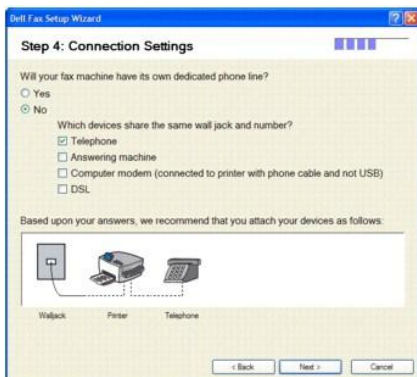 Dell Fax Setup Wizard
Step 4: Connection Settings
Will your fax machine have its own dedicated phone line?
Yes
No
Which devices share the same wall jack and number?
Telephone
Answering machine
Computer modem (connected to printer with phone cable and not USB)
DSL
Based upon your answers, we recommend that you attach your devices as follows:
Walljack Printer Telephone
< Back Next > Cancel